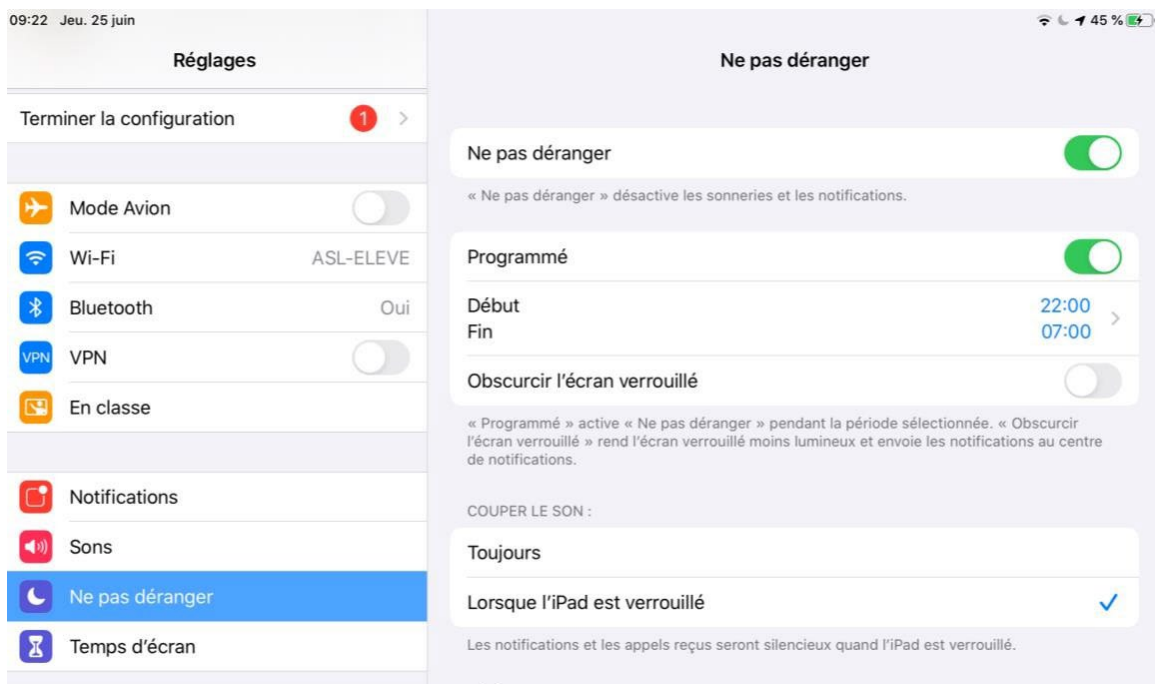 09:22 Jeu. 25 juin
45 %
Réglages
Terminer la configuration
1
Mode Avion
Wi-Fi
ASL-ELEVE
Bluetooth
Oui
VPN
VPN
En classe
Notifications
Sons
Ne pas déranger
Temps d’écran
Ne pas déranger
Ne pas déranger
« Ne pas déranger » désactive les sonneries et les notifications.
Programmé
Début
22:00
Fin
07:00
Obscurcir l’écran verrouillé
« Programmé » active « Ne pas déranger » pendant la période sélectionnée. « Obscurcir
l’écran verrouillé » rend l’écran verrouillé moins lumineux et envoie les notifications au centre
de notifications.
COUPER LE SON :
Toujours
Lorsque l’iPad est verrouillé
Les notifications et les appels reçus seront silencieux quand l’iPad est verrouillé.